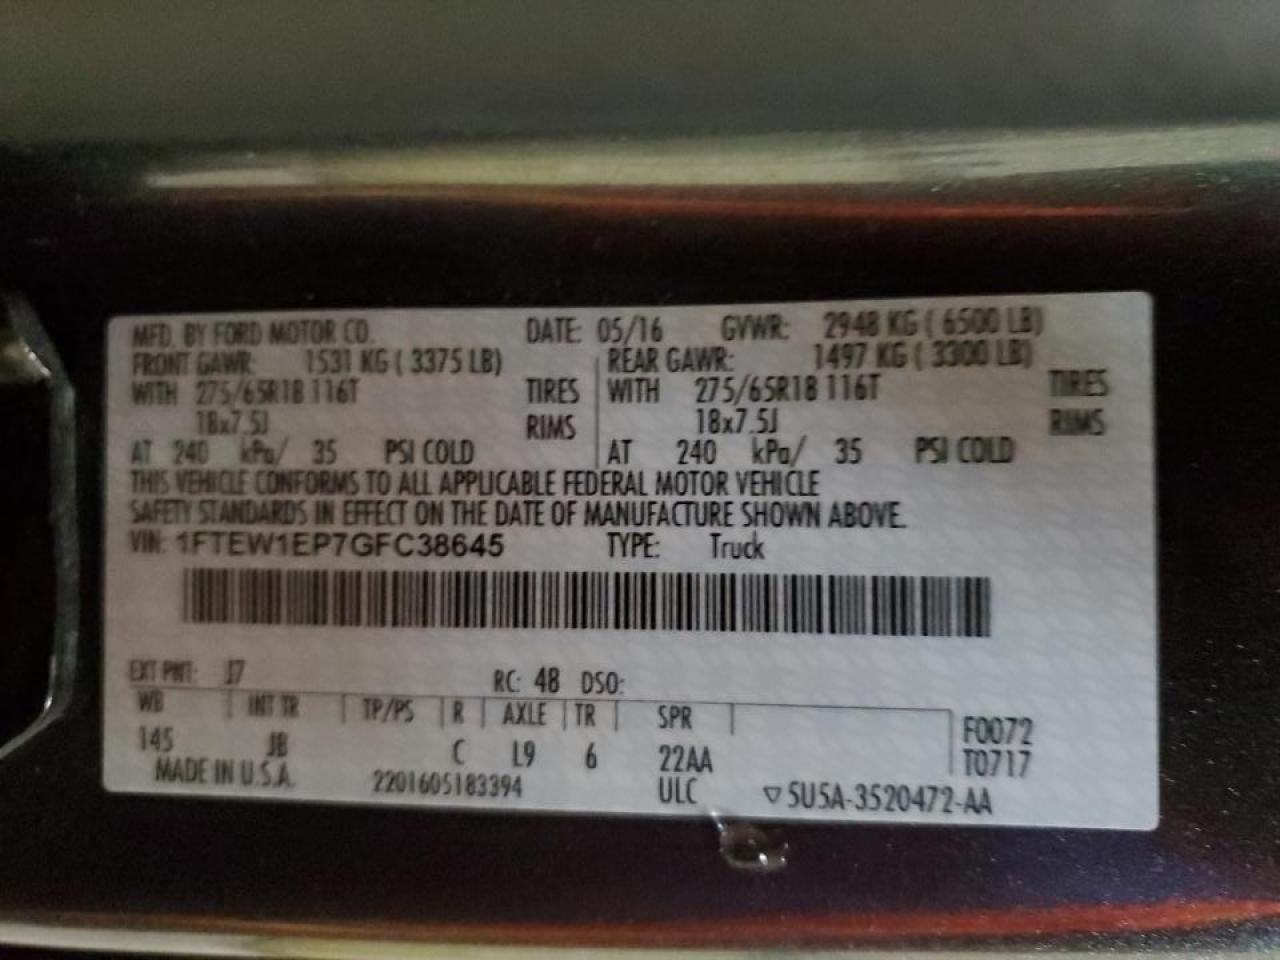 MFD. BY FORD MOTOR CO. DATE: 05/16 GVWR: 2948 KG ( 6500 LB)
FRONT GAWR: 1531 KG ( 3375 LB) REAR GAWR: 1497 KG ( 3300 LB)
WITH 275/65R18 116T TIRES WITH 275/65R18 116T TIRES
18x7.5J RIMS 18x7.5J RIMS
AT 240 kPa/ 35 PSI COLD AT 240 kPa/ 35 PSI COLD
THIS VEHICLE CONFORMS TO ALL APPLICABLE FEDERAL MOTOR VEHICLE
SAFETY STANDARDS IN EFFECT ON THE DATE OF MANUFACTURE SHOWN ABOVE.
VIN: 1FTEW1EP7GFC38645 TYPE: Truck
EXT PNT: J7 RC: 48 DSO:
WB INT TR TP/PS R AXLE TR SPR F0072
145 JB C L9 6 22AA T0717
MADE IN U.S.A. 2201605183394 ULC ▽5U5A-3520472-AA